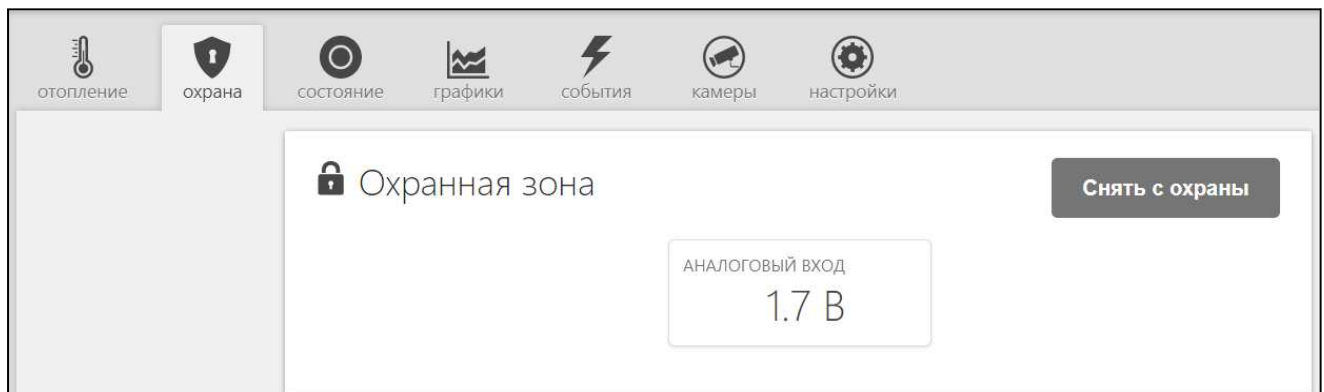 отопление охрана состояние графики события камеры настройки
Охранная зона Снять с охраны
АНАЛОГОВЫЙ ВХОД
1.7 В